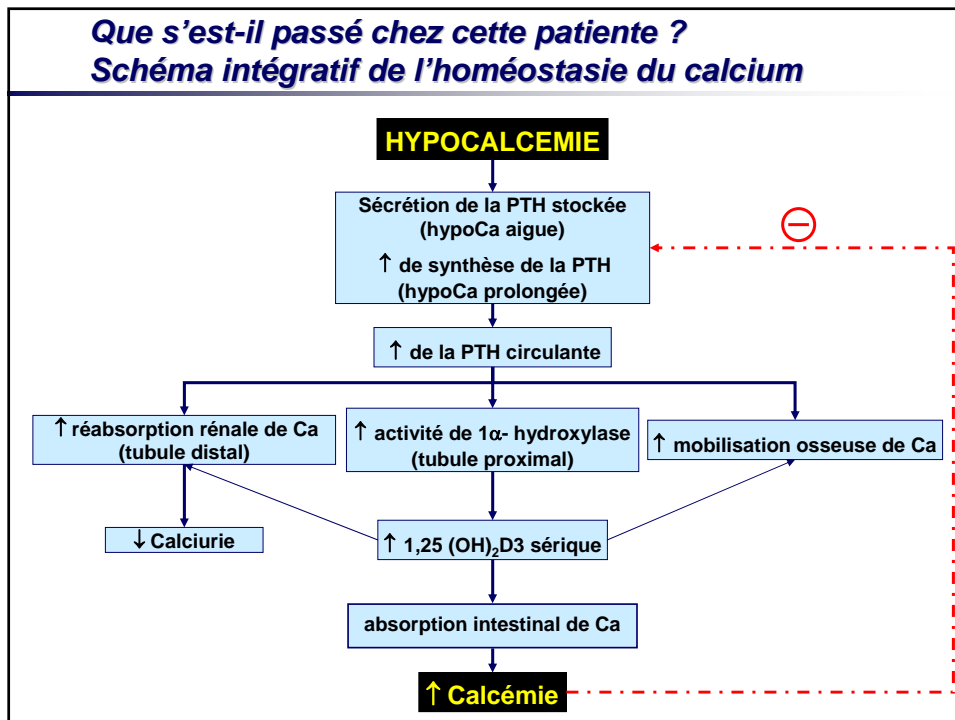 Que s'est-il passé chez cette patiente ?
Schéma intégratif de l'homéostasie du calcium
HYPOCALCEMIE
Sécrétion de la PTH stockée
(hypoCa aigue)
↑ de synthèse de la PTH
(hypoCa prolongée)
↑ de la PTH circulante
↑ réabsorption rénale de Ca
(tubule distal)
↑ activité de 1α- hydroxylase
(tubule proximal)
↑ mobilisation osseuse de Ca
↓ Calciurie
↑ 1,25 (OH)₂D3 sérique
absorption intestinal de Ca
↑ Calcémie